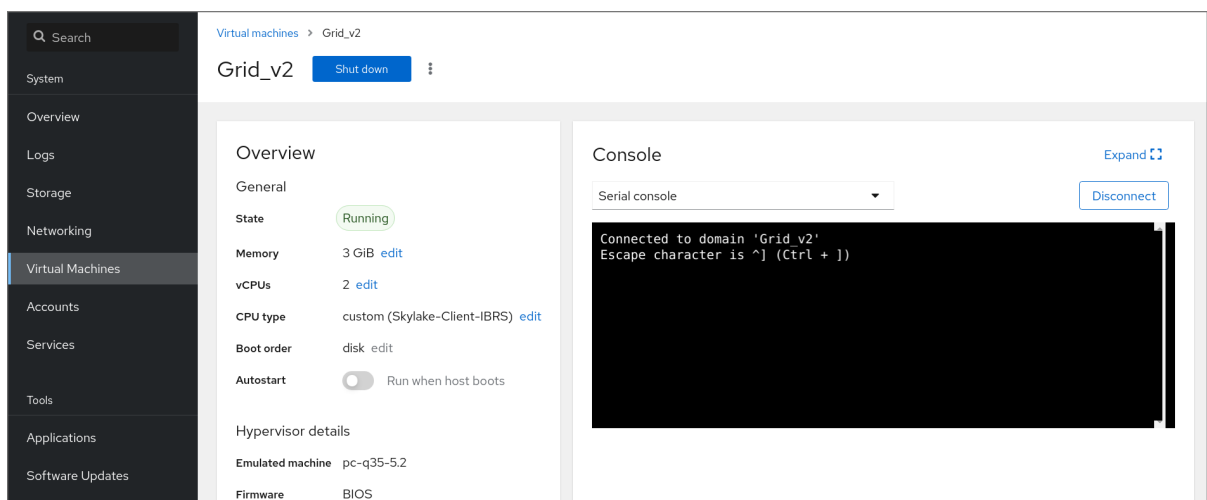 Search
System
Overview
Logs
Storage
Networking
Virtual Machines
Accounts
Services
Tools
Applications
Software Updates
Virtual machines > Grid_v2
Grid_v2 Shut down
Overview
General
State Running
Memory 3 GiB edit
vCPUs 2 edit
CPU type custom (Skylake-Client-IBRS) edit
Boot order disk edit
Autostart Run when host boots
Hypervisor details
Emulated machine pc-q35-5.2
Firmware BIOS
Console Expand
Serial console Disconnect
Connected to domain 'Grid_v2'
Escape character is ^] (Ctrl + ])